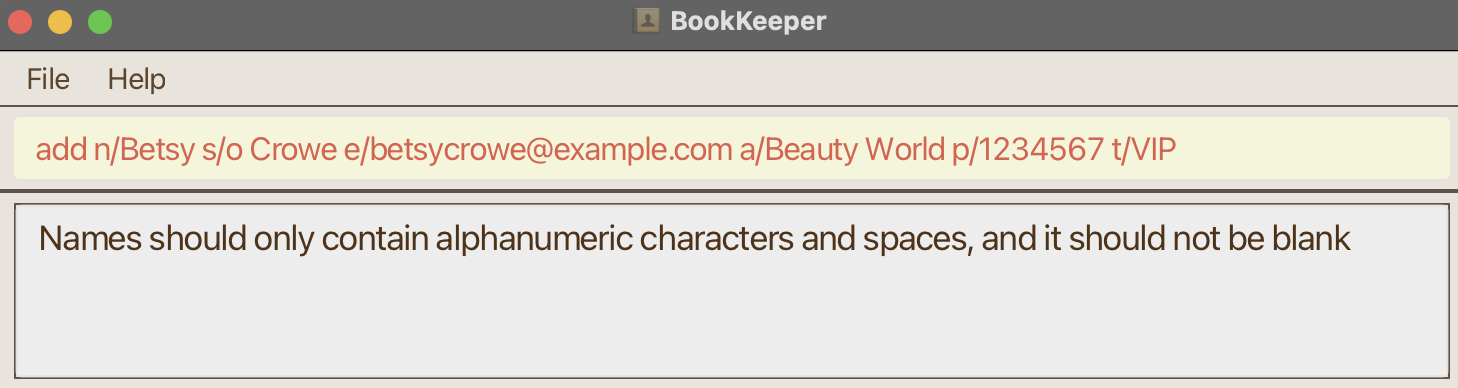 BookKeeper
File Help
add n/Betsy s/o Crowe e/betsycrowe@example.com a/Beauty World p/1234567 t/VIP
Names should only contain alphanumeric characters and spaces, and it should not be blank